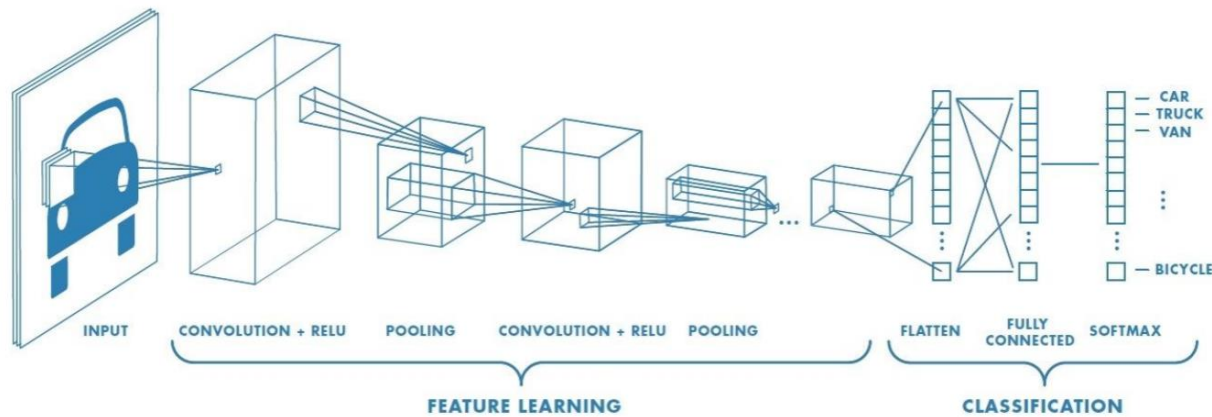 CAR
TRUCK
VAN
BICYCLE
INPUT
CONVOLUTION + RELU
POOLING
CONVOLUTION + RELU
POOLING
FLATTEN
FULLY
CONNECTED
SOFTMAX
FEATURE LEARNING
CLASSIFICATION